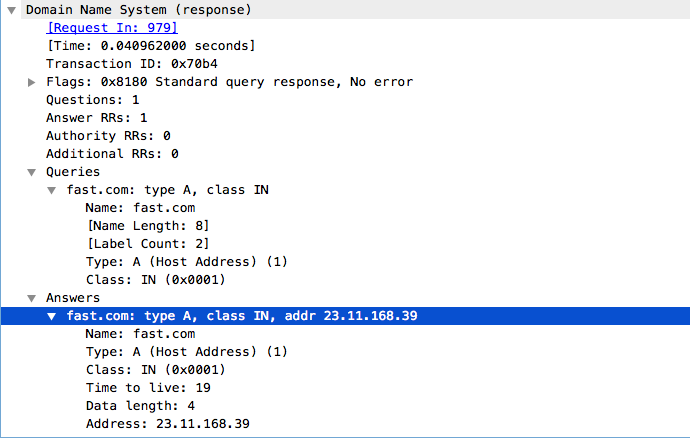 Domain Name System (response)
[Request In: 979]
[Time: 0.040962000 seconds]
Transaction ID: 0x70b4
Flags: 0x8180 Standard query response, No error
Questions: 1
Answer RRs: 1
Authority RRs: 0
Additional RRs: 0
Queries
fast.com: type A, class IN
Name: fast.com
[Name Length: 8]
[Label Count: 2]
Type: A (Host Address) (1)
Class: IN (0x0001)
Answers
fast.com: type A, class IN, addr 23.11.168.39
Name: fast.com
Type: A (Host Address) (1)
Class: IN (0x0001)
Time to live: 19
Data length: 4
Address: 23.11.168.39